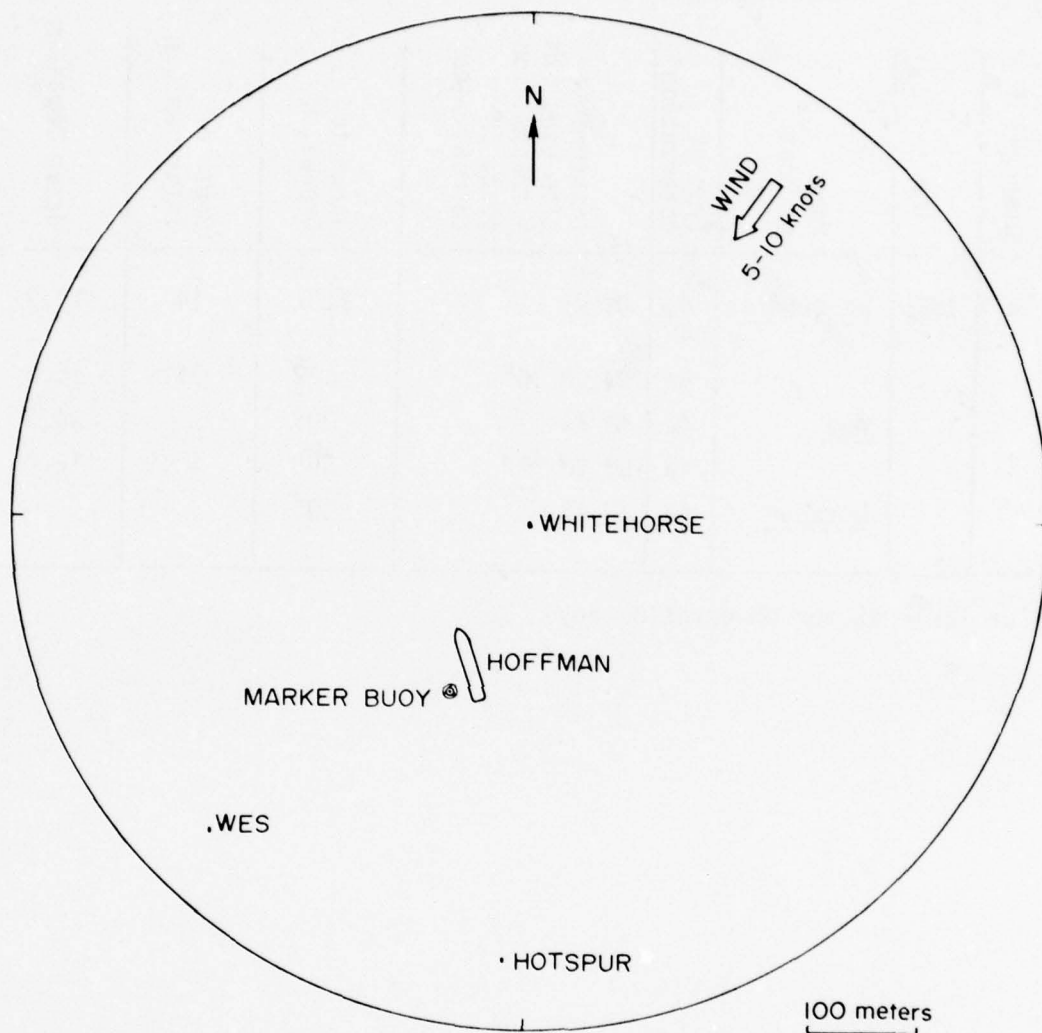 N
WIND
5-10 knots
WHITEHORSE
HOFFMAN
MARKER BUOY
WES
HOTSPUR
100 meters